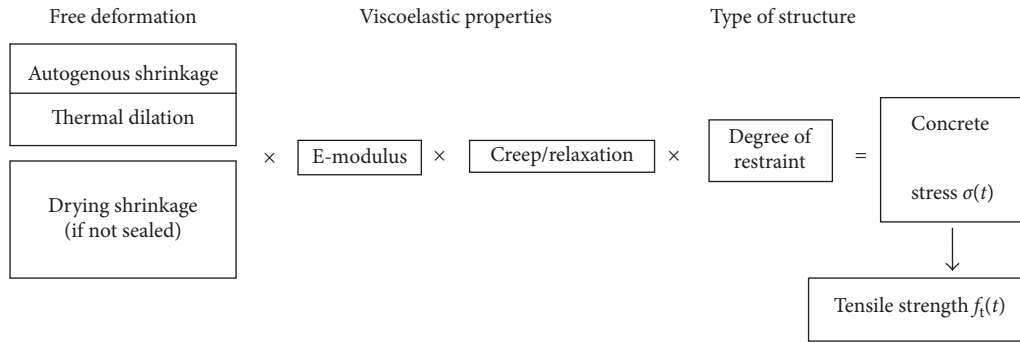 Free deformation
Viscoelastic properties
Type of structure
Autogenous shrinkage
Thermal dilation
Drying shrinkage
(if not sealed)
×
E-modulus
×
Creep/relaxation
×
Degree of
restraint
=
Concrete
stress σ(t)
Tensile strength fₜ(t)